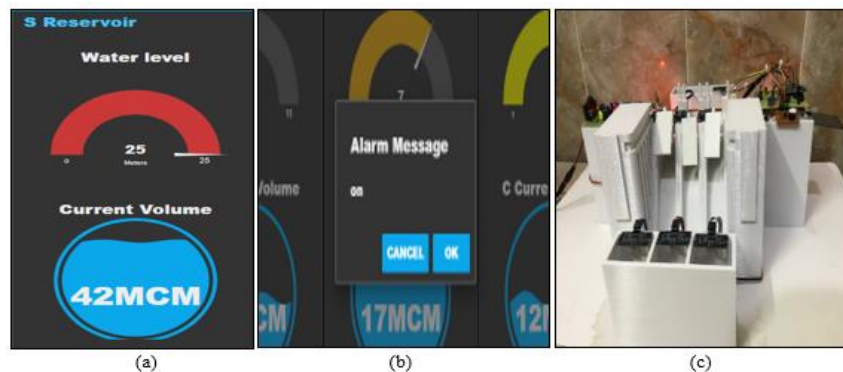 S Reservoir
Water level
25
Meters
0 25
Current Volume
42MCM
7
11
Alarm Message
on
Volume
C Curre
CANCEL OK
CM
17MCM
12
(a) (b) (c)